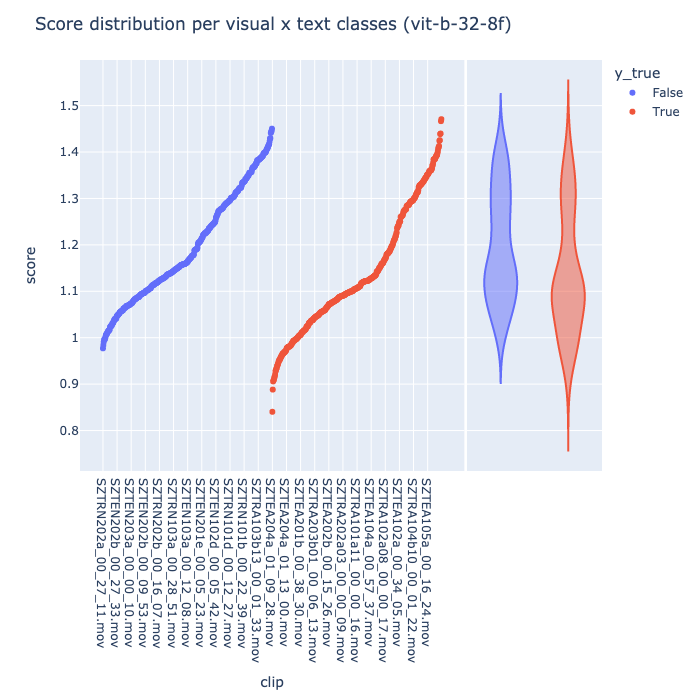 Score distribution per visual x text classes (vit-b-32-8f)
y_true
False
True
1.5
1.4
1.3
1.2
1.1
1
0.9
0.8
score
SZTRN202a_00_27_11.mov
SZTEN202b_00_27_33.mov
SZTEN203a_00_00_10.mov
SZTEN202b_00_09_53.mov
SZTRN202b_00_16_07.mov
SZTRN103a_00_28_51.mov
SZTEN103a_00_12_08.mov
SZTEN201e_00_05_23.mov
SZTEN102d_00_05_42.mov
SZTRN101d_00_12_27.mov
SZTRN101b_00_22_39.mov
SZTRA103b13_00_01_33.mov
SZTEA204a_01_09_28.mov
SZTEA204a_01_13_00.mov
SZTEA201b_00_38_30.mov
SZTRA203b01_00_06_13.mov
SZTEA202b_00_15_26.mov
SZTRA202a03_00_00_09.mov
SZTRA101a11_00_00_16.mov
SZTEA104a_00_57_37.mov
SZTRA102a08_00_00_17.mov
SZTEA102a_00_34_05.mov
SZTRA104b10_00_01_22.mov
SZTEA105a_00_16_24.mov
clip